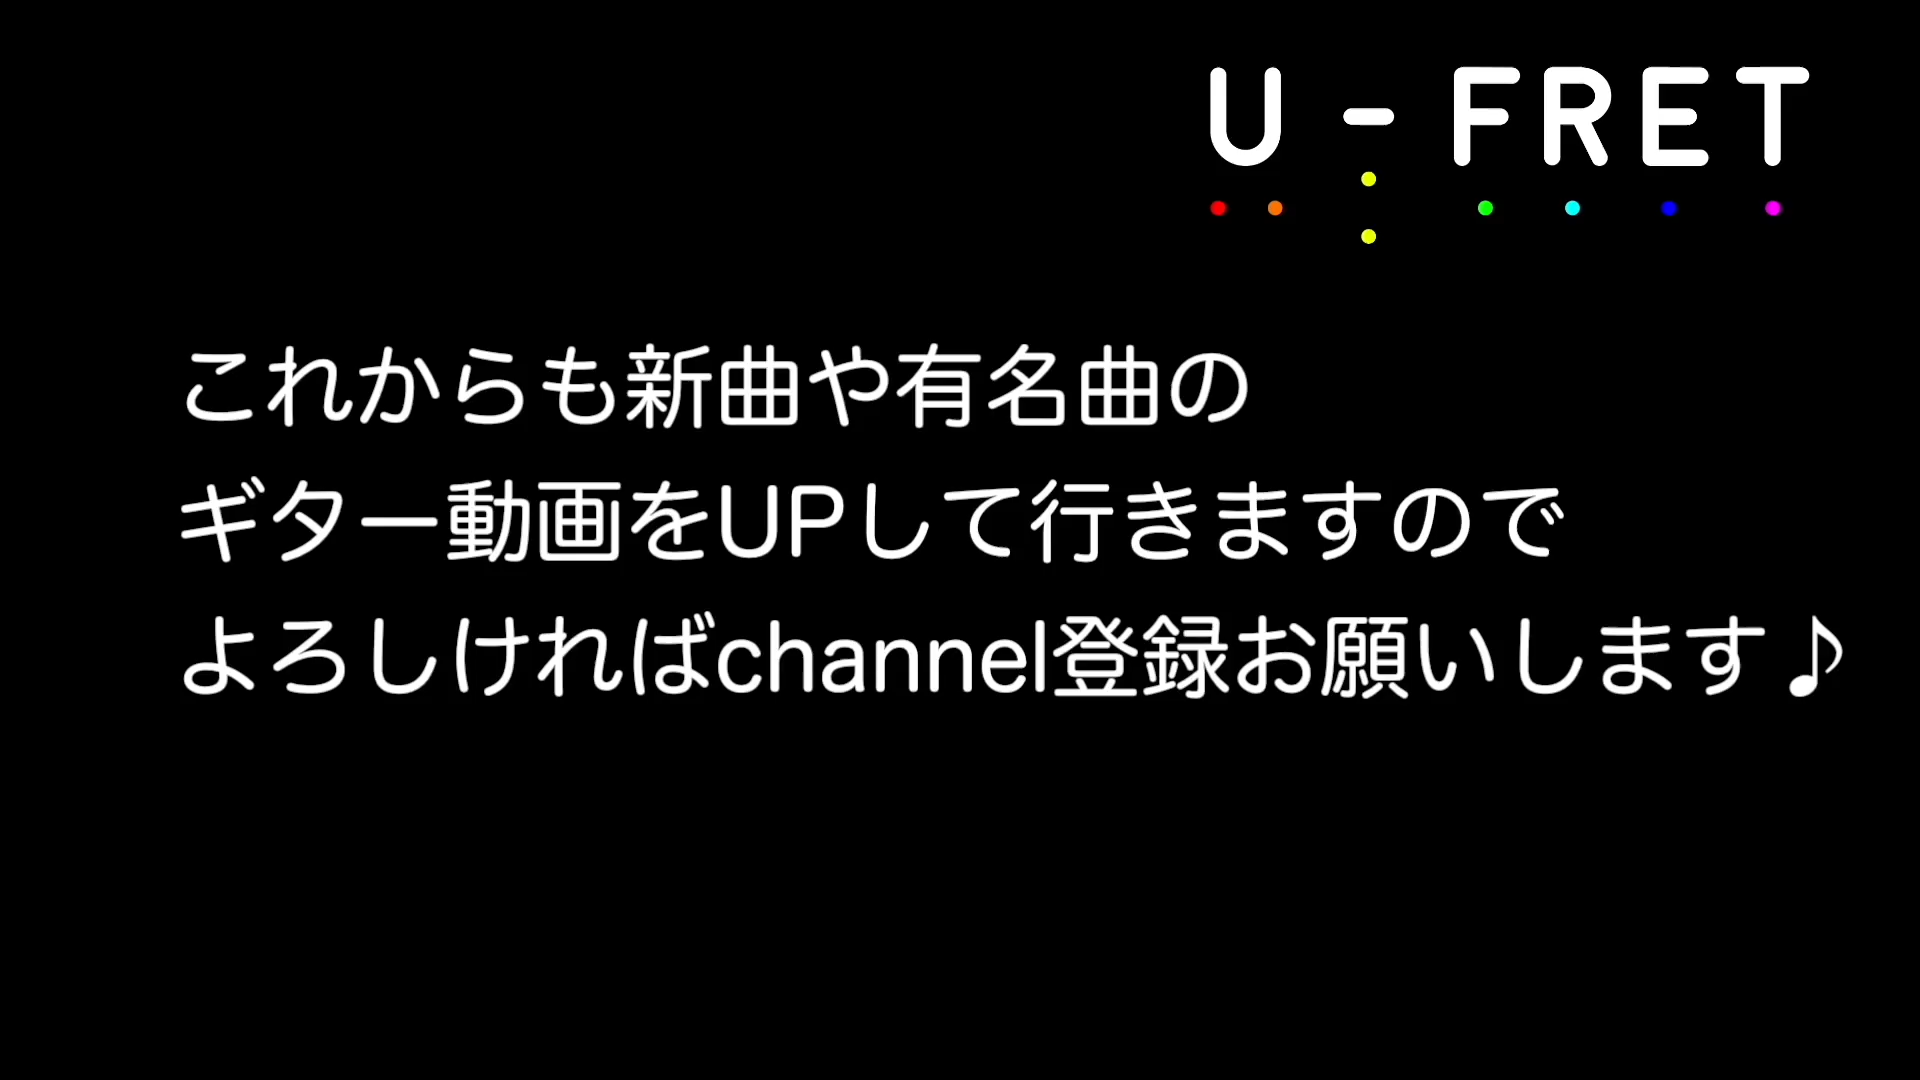 U-FRET
これからも新曲や有名曲の
ギター動画をUPして行きますので
よろしければchannel登録お願いします♪